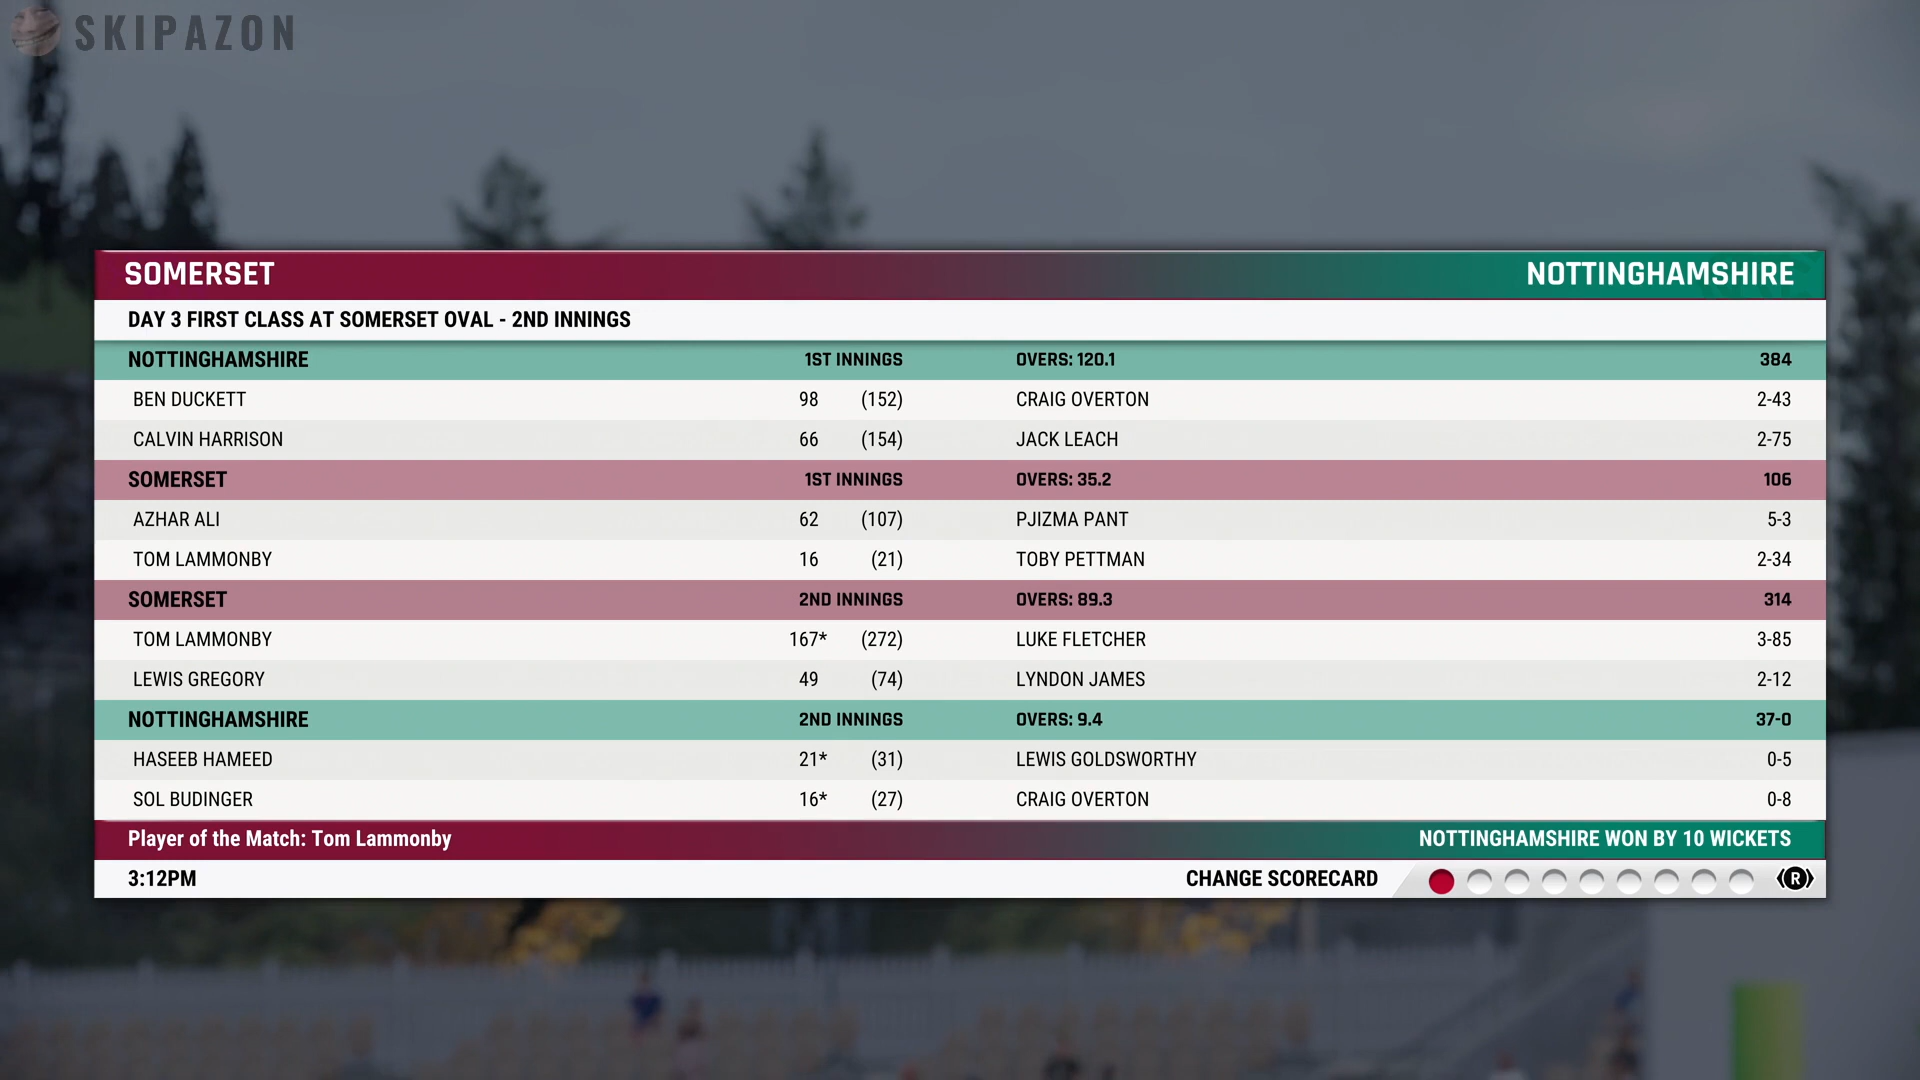 SKIPAZON
SOMERSET NOTTINGHAMSHIRE
DAY 3 FIRST CLASS AT SOMERSET OVAL - 2ND INNINGS
NOTTINGHAMSHIRE 1ST INNINGS OVERS: 120.1 384
BEN DUCKETT 98 (152) CRAIG OVERTON 2-43
CALVIN HARRISON 66 (154) JACK LEACH 2-75
SOMERSET 1ST INNINGS OVERS: 35.2 106
AZHAR ALI 62 (107) PJIZMA PANT 5-3
TOM LAMMONBY 16 (21) TOBY PETTMAN 2-34
SOMERSET 2ND INNINGS OVERS: 89.3 314
TOM LAMMONBY 167* (272) LUKE FLETCHER 3-85
LEWIS GREGORY 49 (74) LYNDON JAMES 2-12
NOTTINGHAMSHIRE 2ND INNINGS OVERS: 9.4 37-0
HASEEB HAMEED 21* (31) LEWIS GOLDSWORTHY 0-5
SOL BUDINGER 16* (27) CRAIG OVERTON 0-8
Player of the Match: Tom Lammonby NOTTINGHAMSHIRE WON BY 10 WICKETS
3:12PM CHANGE SCORECARD R